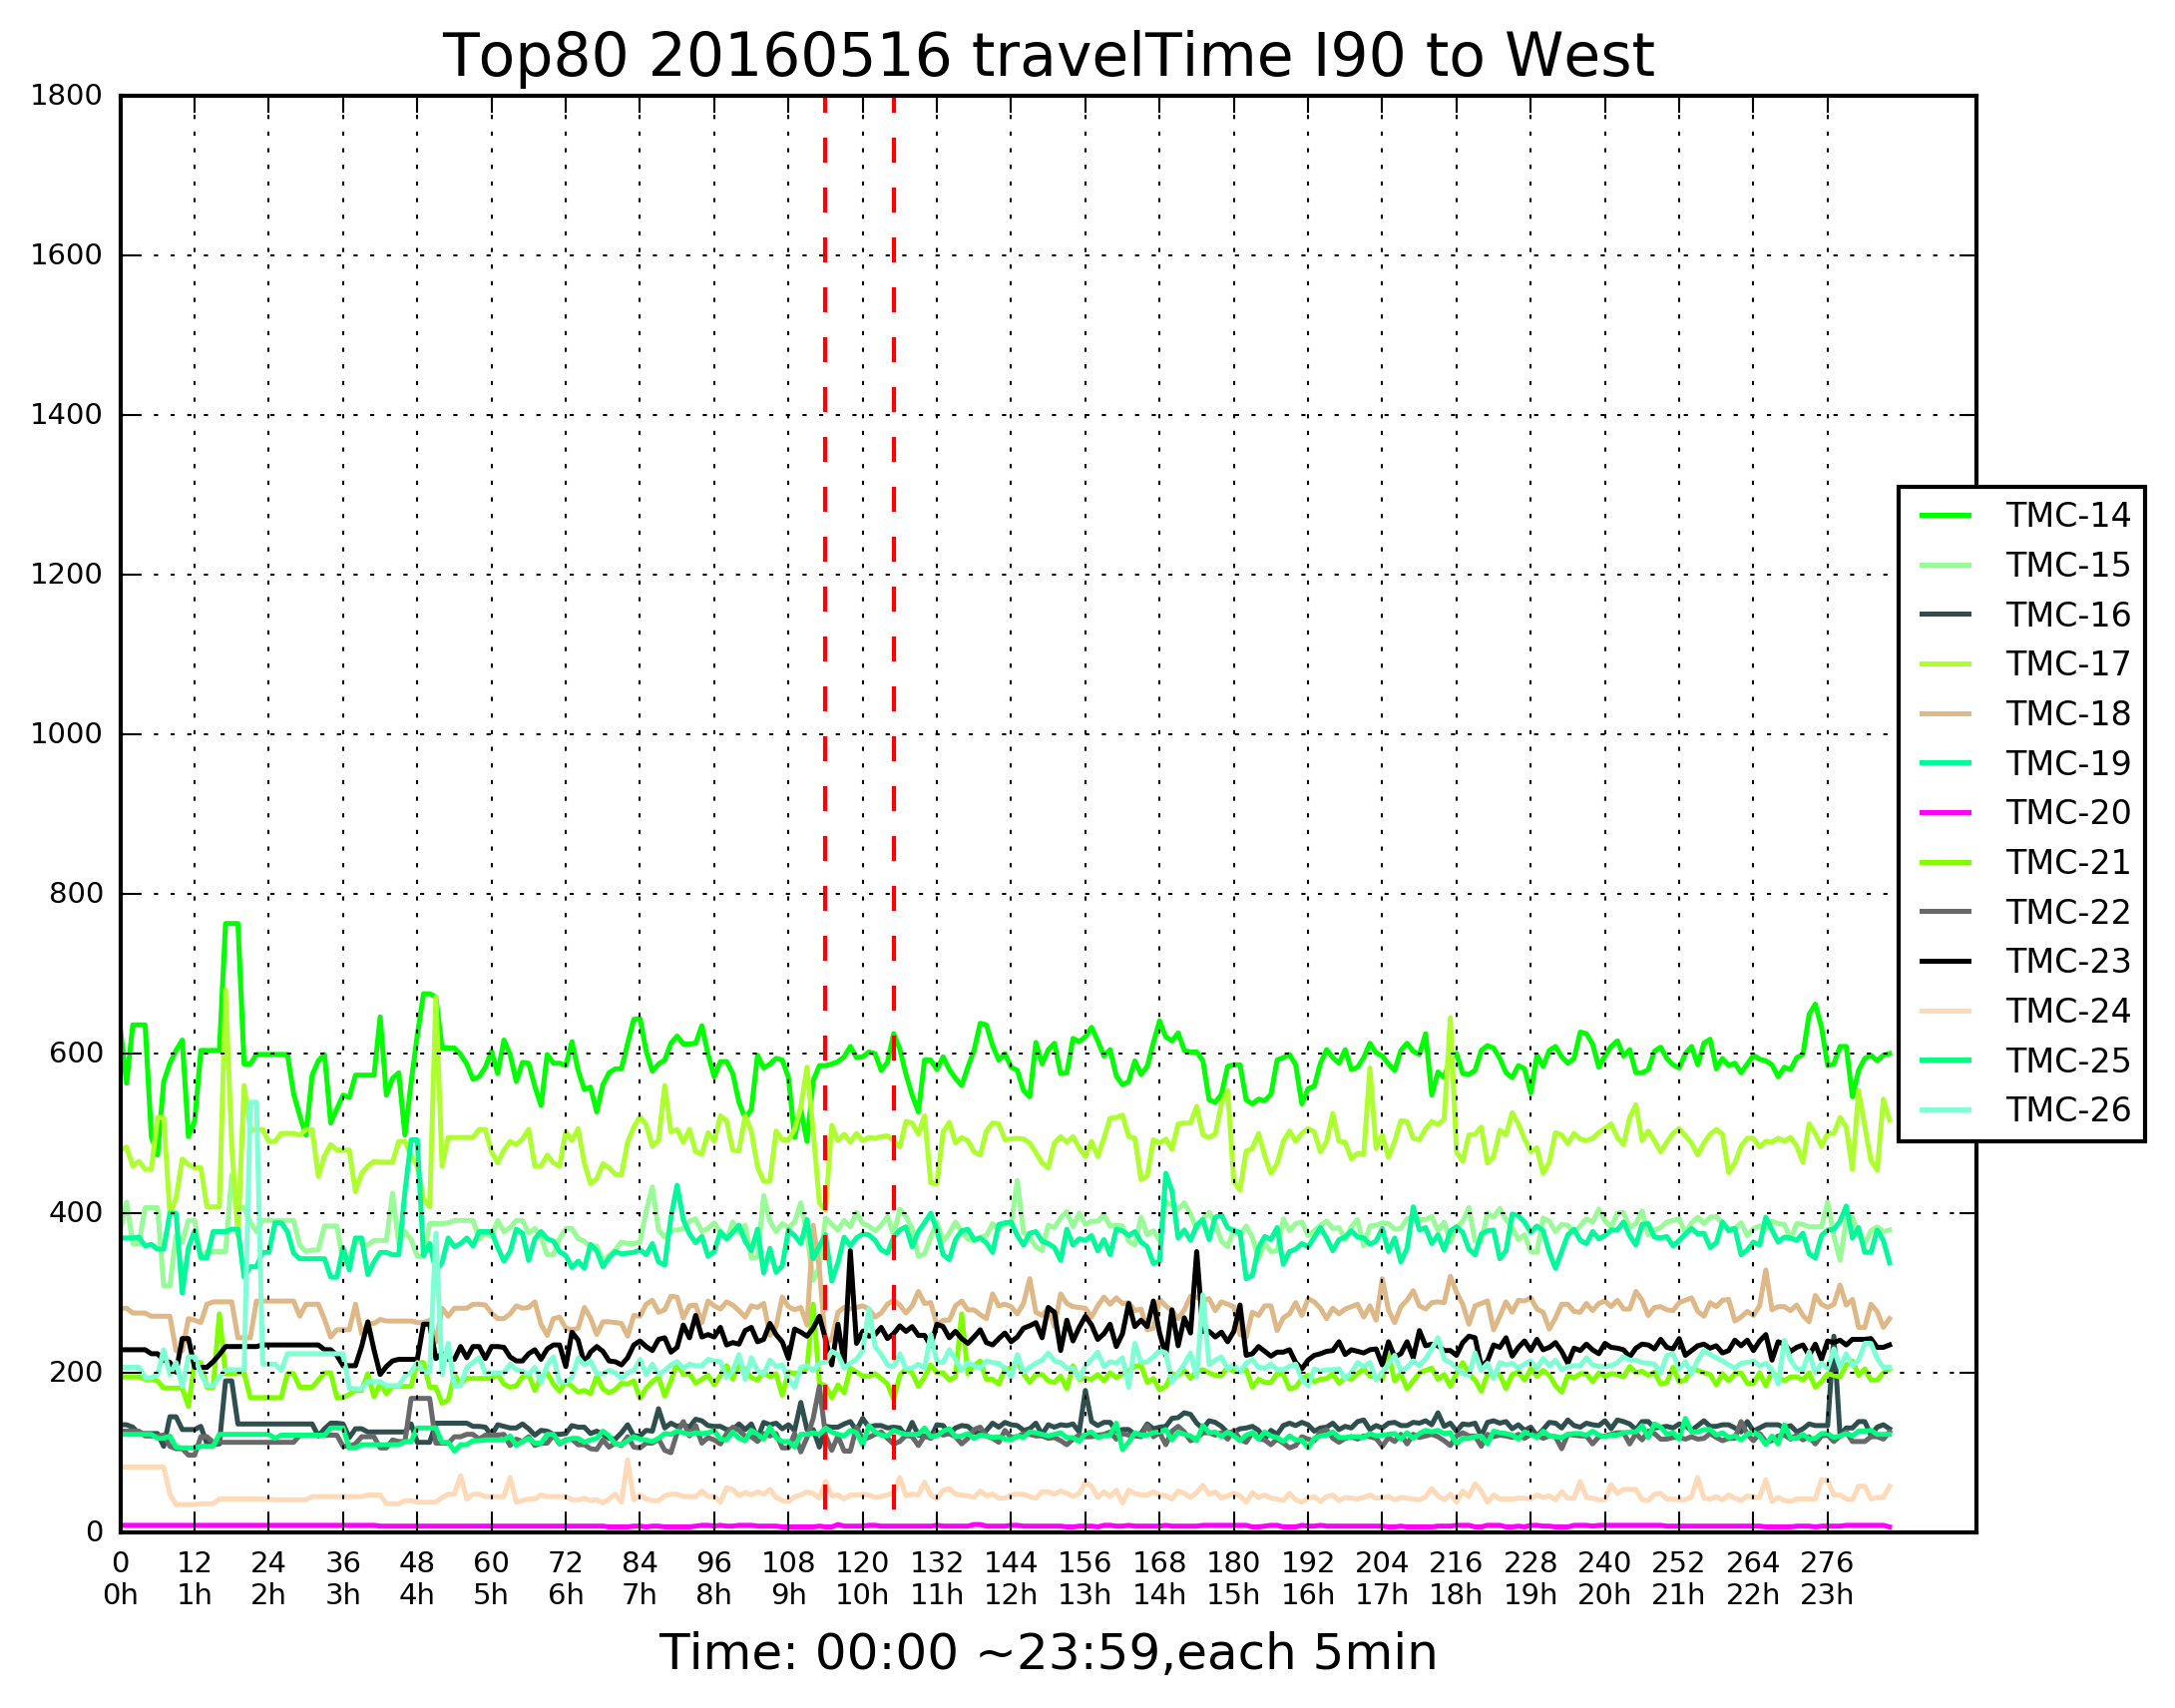 Top80 20160516 travelTime I90 to West
1800
1600
1400
1200
1000
800
600
400
200
0
TMC-14
TMC-15
TMC-16
TMC-17
TMC-18
TMC-19
TMC-20
TMC-21
TMC-22
TMC-23
TMC-24
TMC-25
TMC-26
0 12 24 36 48 60 72 84 96 108 120 132 144 156 168 180 192 204 216 228 240 252 264 276
0h 1h 2h 3h 4h 5h 6h 7h 8h 9h 10h 11h 12h 13h 14h 15h 16h 17h 18h 19h 20h 21h 22h 23h
Time: 00:00 ~23:59,each 5min